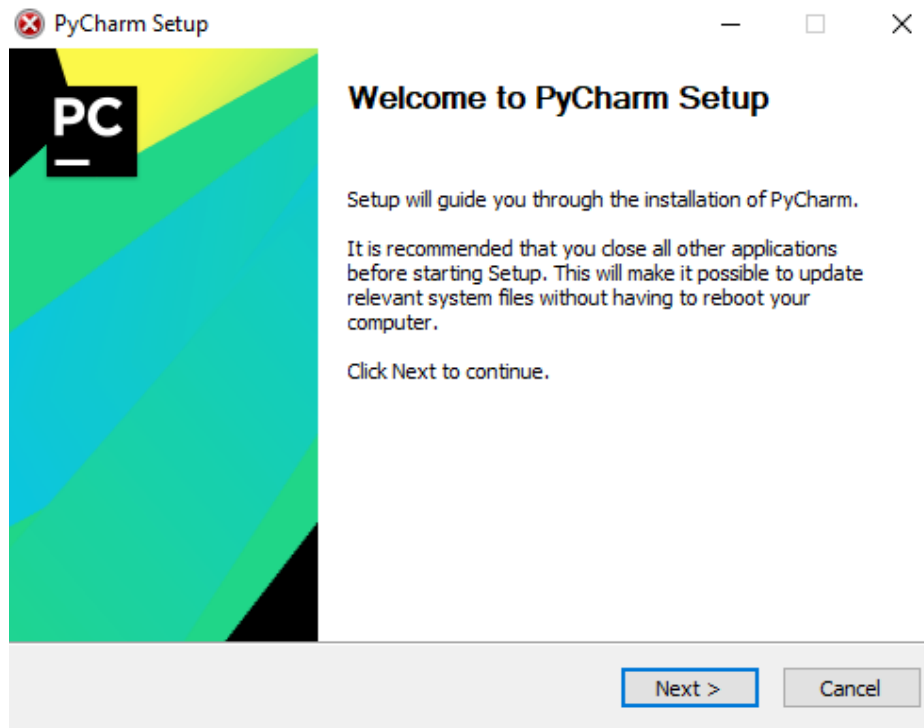 PyCharm Setup
PC
Welcome to PyCharm Setup
Setup will guide you through the installation of PyCharm.
It is recommended that you close all other applications
before starting Setup. This will make it possible to update
relevant system files without having to reboot your
computer.
Click Next to continue.
Next >
Cancel